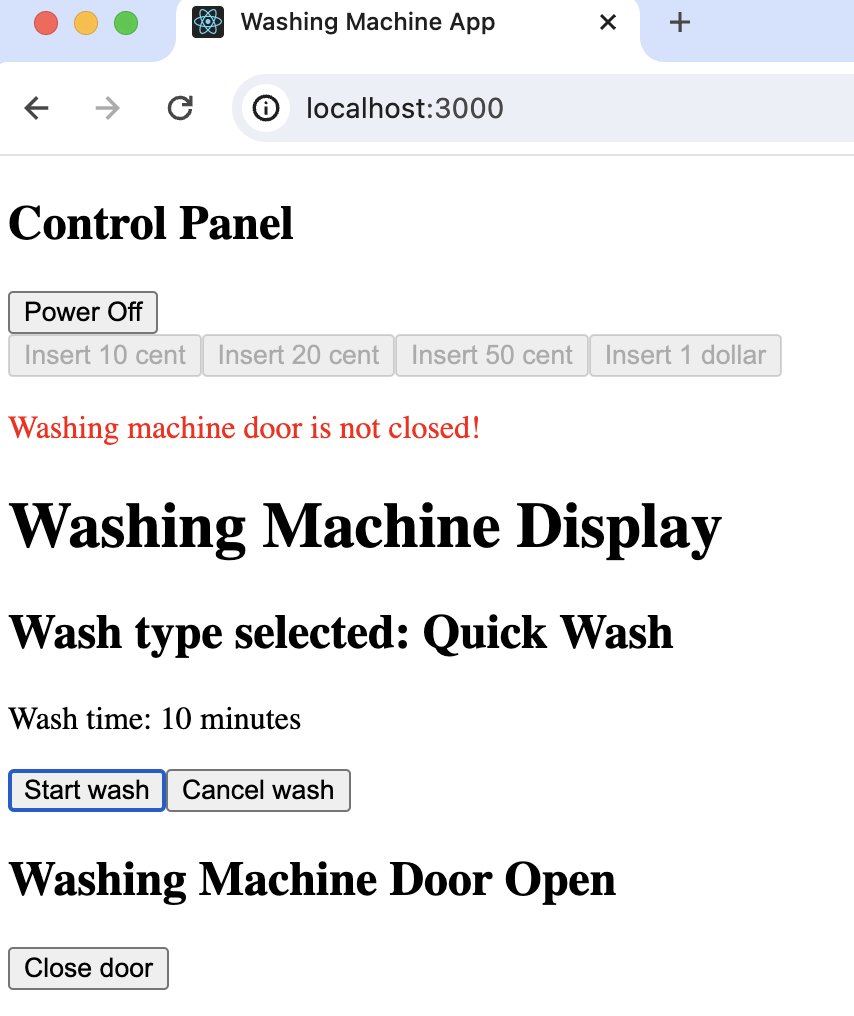 Washing Machine App
localhost:3000
Control Panel
Power Off
Insert 10 cent Insert 20 cent Insert 50 cent Insert 1 dollar
Washing machine door is not closed!
Washing Machine Display
Wash type selected: Quick Wash
Wash time: 10 minutes
Start wash Cancel wash
Washing Machine Door Open
Close door